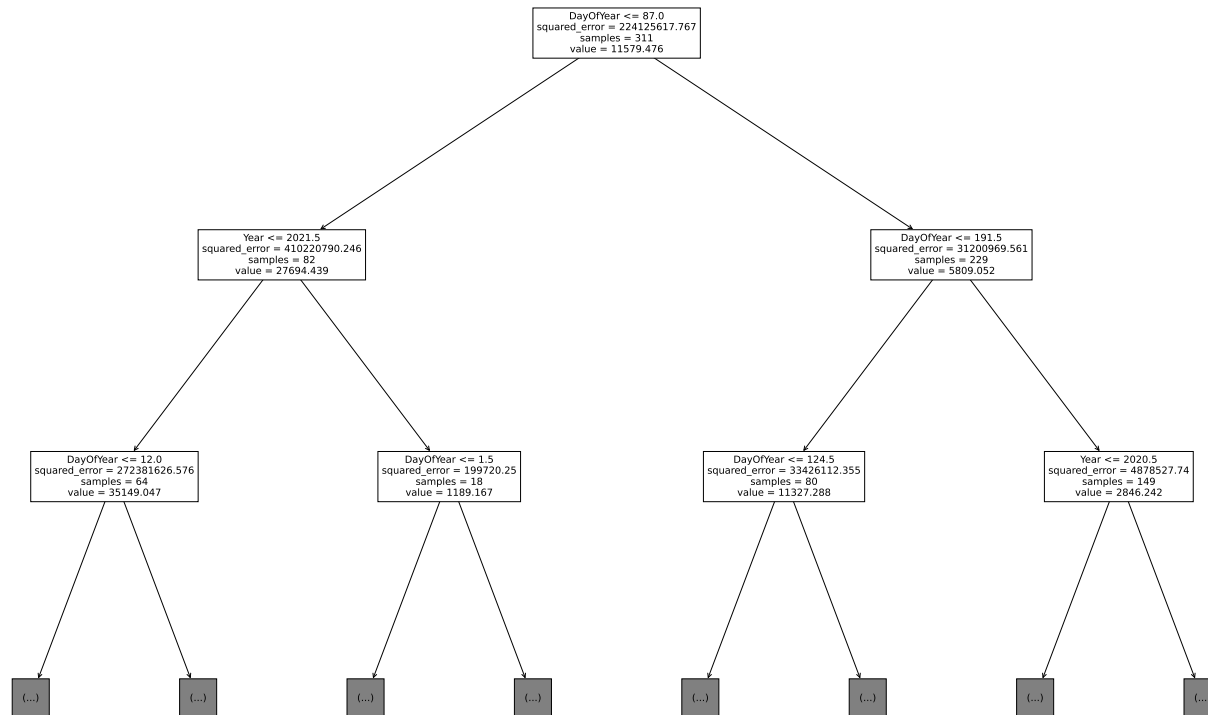 DayOfYear <= 87.0
squared_error = 224125617.767
samples = 311
value = 11579.476
Year <= 2021.5
squared_error = 410220790.246
samples = 82
value = 27694.439
DayOfYear <= 191.5
squared_error = 31200969.561
samples = 229
value = 5809.052
DayOfYear <= 12.0
squared_error = 272381626.576
samples = 64
value = 35149.047
DayOfYear <= 1.5
squared_error = 199720.25
samples = 18
value = 1189.167
DayOfYear <= 124.5
squared_error = 33426112.355
samples = 80
value = 11327.288
Year <= 2020.5
squared_error = 4878527.74
samples = 149
value = 2846.242
(...)
(...)
(...)
(...)
(...)
(...)
(...)
(...